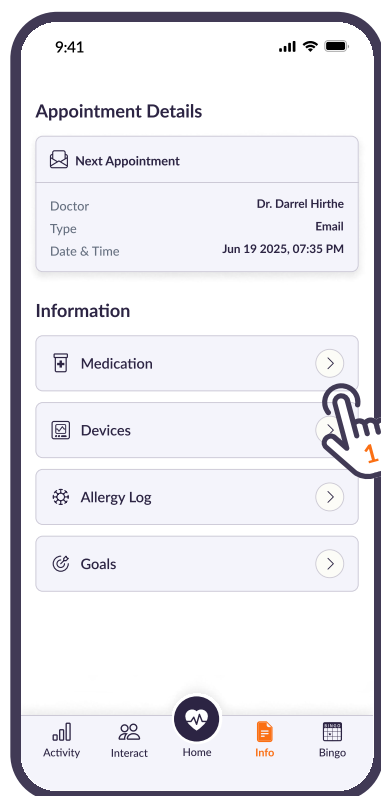 9:41
Appointment Details
Next Appointment
Doctor Dr. Darrel Hirthe
Type Email
Date & Time Jun 19 2025, 07:35 PM
Information
Medication
Devices
1
Allergy Log
Goals
BINGO
Activity Interact Home Info Bingo